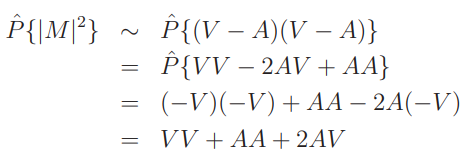 P̂{|M|²} ∼ P̂{(V − A)(V − A)}
= P̂{VV − 2AV + AA}
= (−V)(−V) + AA − 2A(−V)
= VV + AA + 2AV